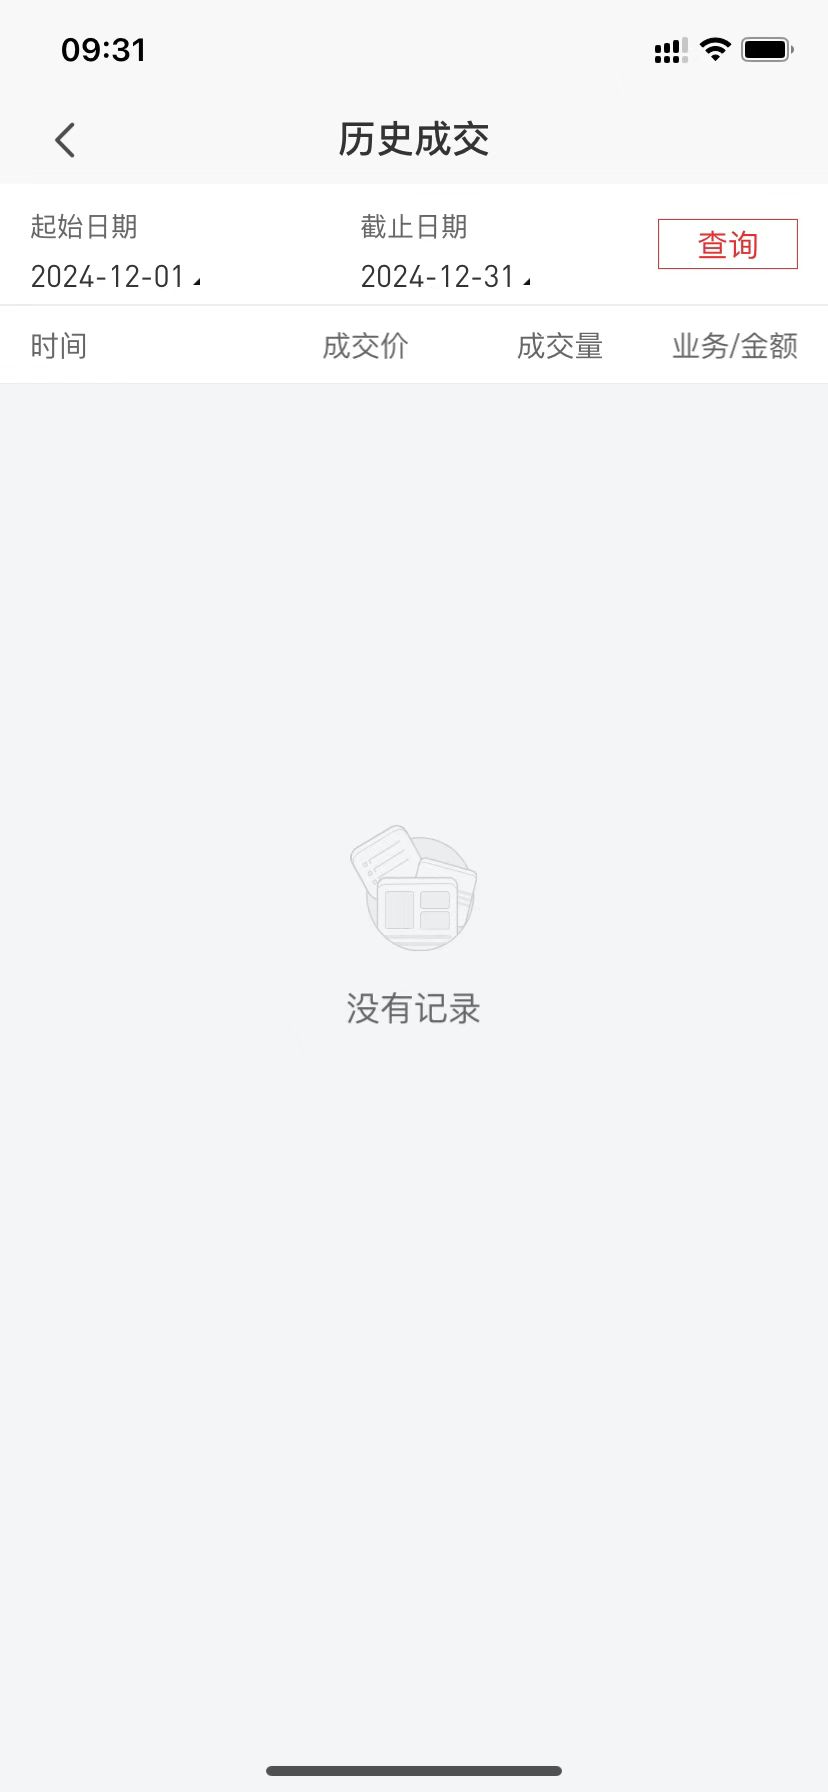 09:31
历史成交
起始日期 截止日期 查询
2024-12-01 2024-12-31
时间 成交价 成交量 业务/金额
没有记录